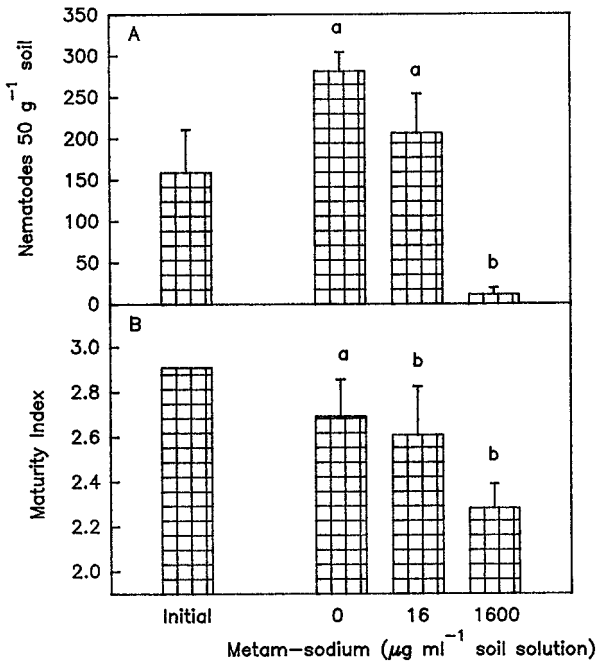 A
a
a
b
350
300
250
200
150
100
50
0
Nematodes 50 g⁻¹ soil
B
a
b
b
3.0
2.8
2.6
2.4
2.2
2.0
Maturity Index
Initial 0 16 1600
Metam-sodium (μg ml⁻¹ soil solution)